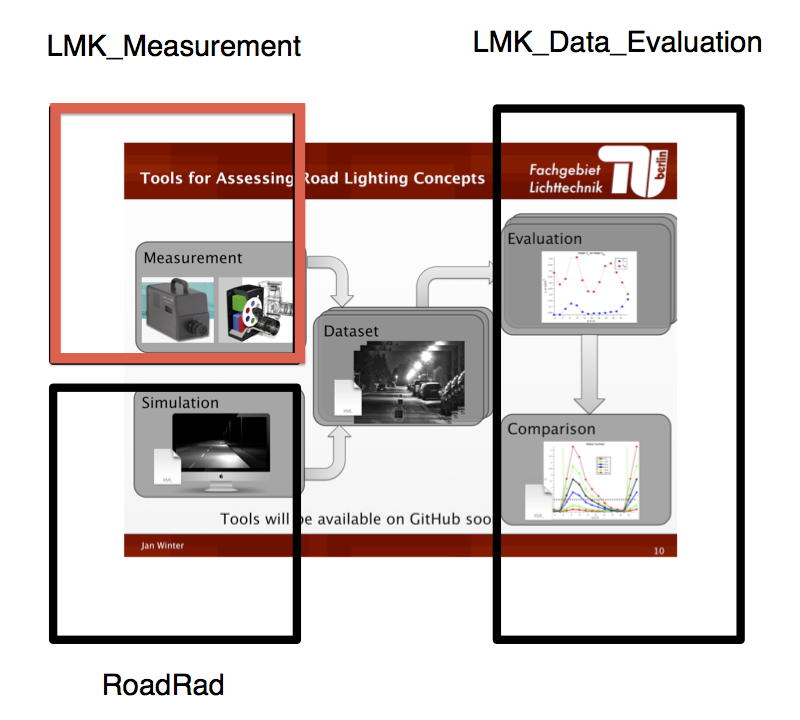 LMK_Measurement
LMK_Data_Evaluation
Tools for Assessing Road Lighting Concepts
Fachgebiet
Lichttechnik
berlin
Measurement
Evaluation
Dataset
XML
Simulation
XML
Comparison
XML
Tools will be available on GitHub soo
Jan Winter
10
RoadRad